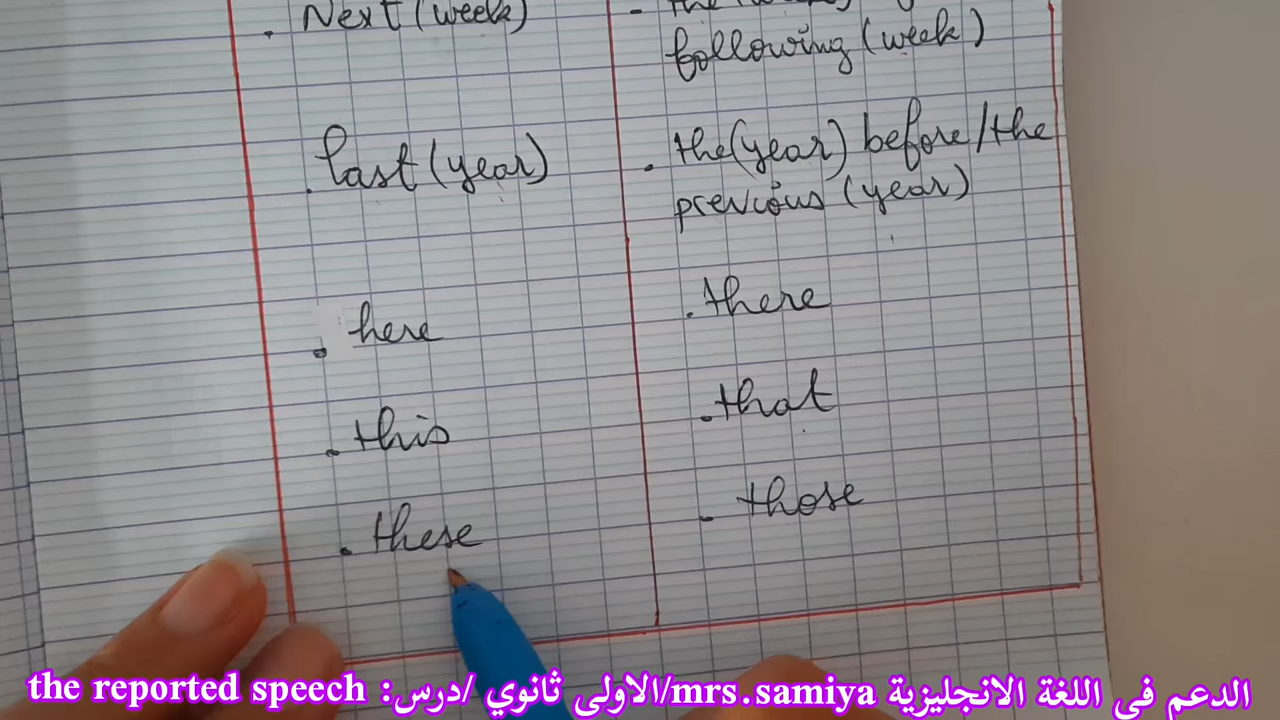 . Next (week)
following (week)
. last (year)
. the (year) before / the
previous (year)
. here
. there
. this
. that
. these
. those
الدعم في اللغة الانجليزية mrs.samiya/الاولى ثانوي /درس: the reported speech